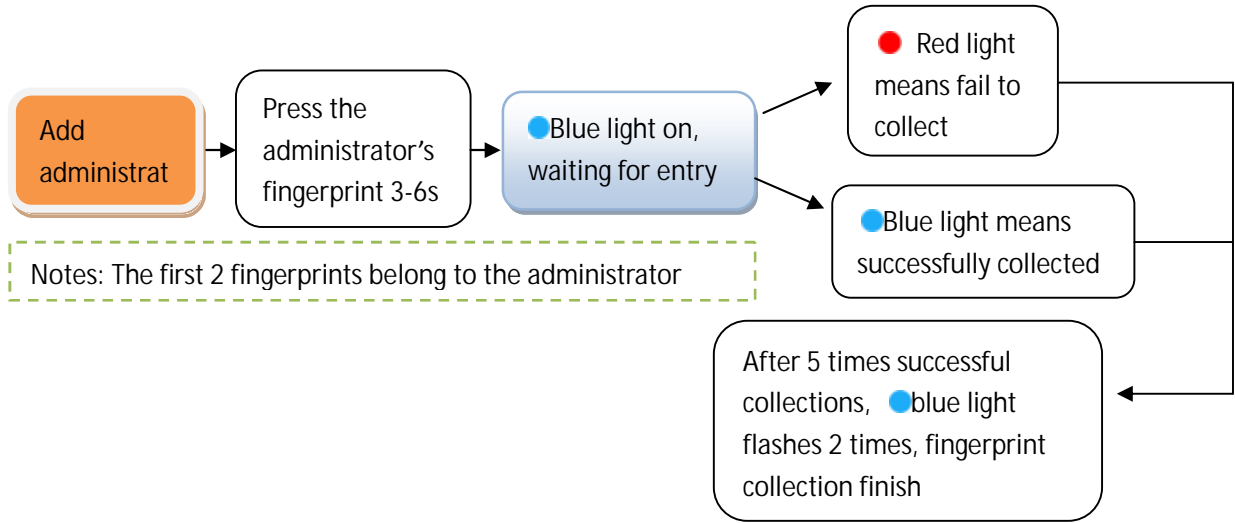 Add
administrat
Press the
administrator's
fingerprint 3-6s
Blue light on,
waiting for entry
Red light
means fail to
collect
Blue light means
successfully collected
Notes: The first 2 fingerprints belong to the administrator
After 5 times successful
collections, blue light
flashes 2 times, fingerprint
collection finish